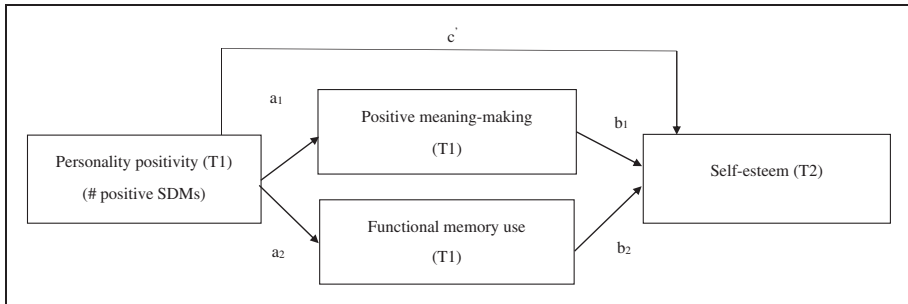 c'
a1
Positive meaning-making
(T1)
b1
Personality positivity (T1)
(# positive SDMs)
Self-esteem (T2)
a2
Functional memory use
(T1)
b2